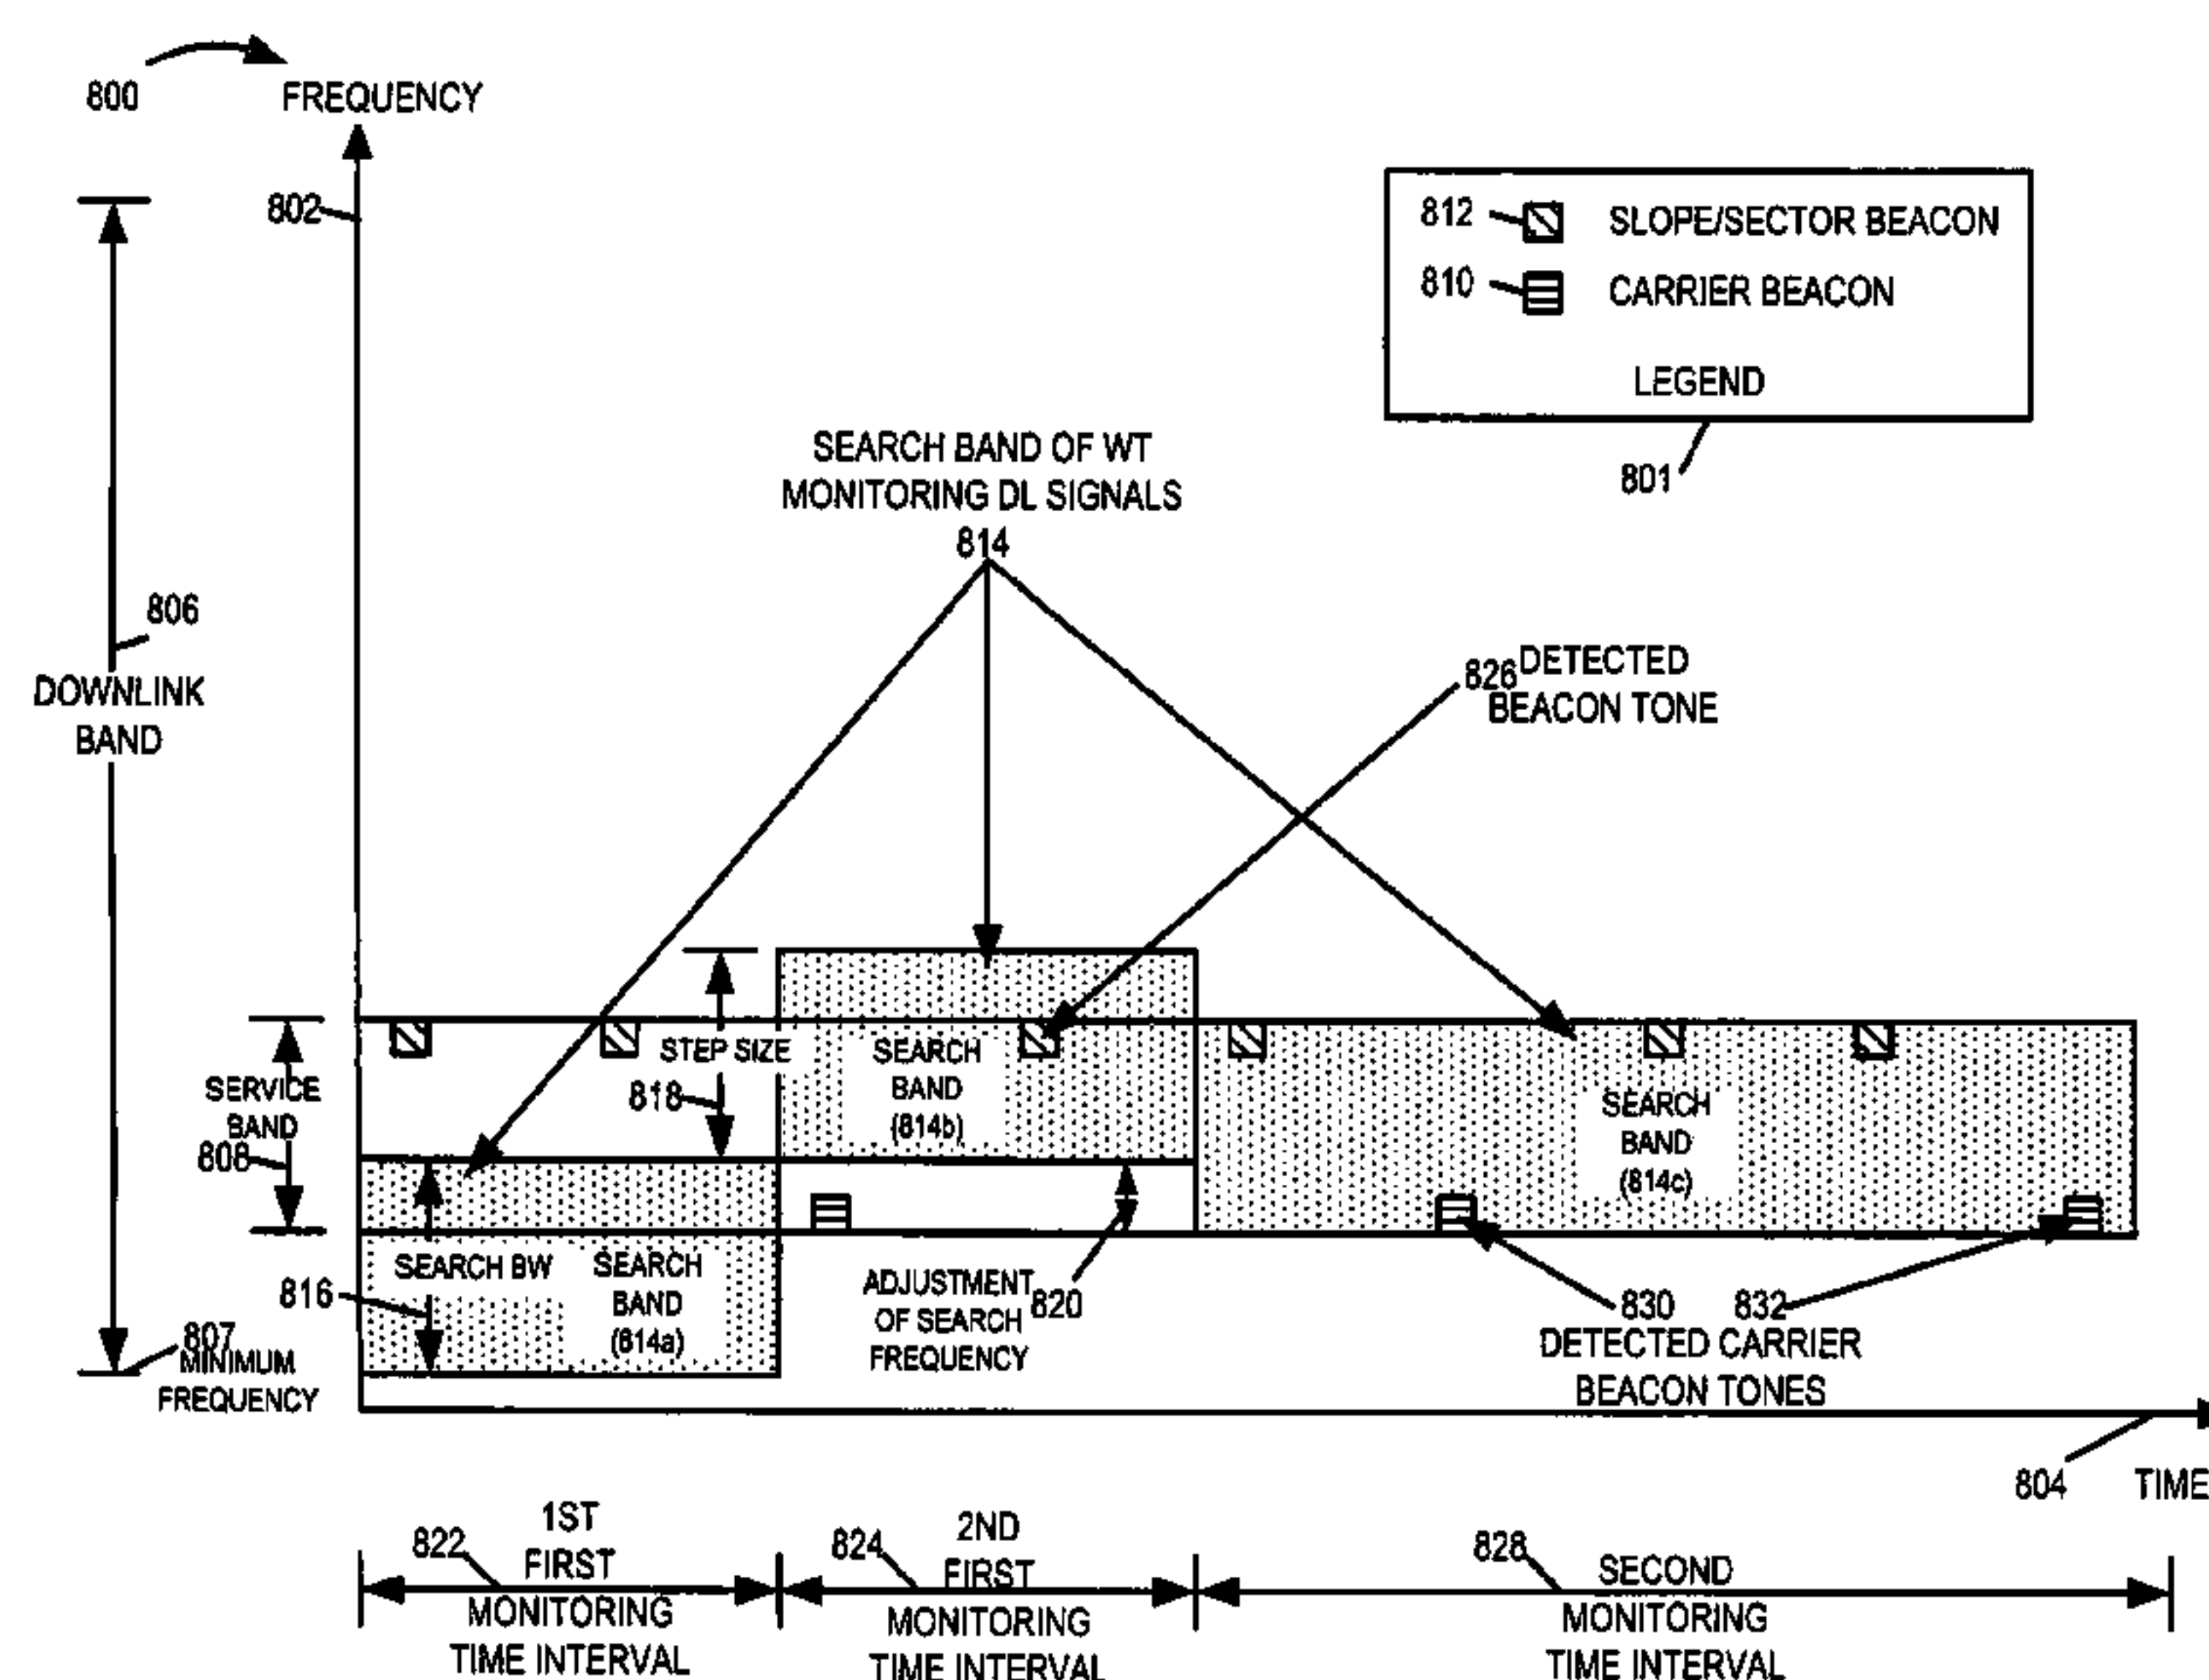 800
FREQUENCY
802
812
SLOPE/SECTOR BEACON
810
CARRIER BEACON
LEGEND
801
SEARCH BAND OF WT
MONITORING DL SIGNALS
814
806
DOWNLINK
BAND
826
DETECTED
BEACON TONE
SERVICE
BAND
808
STEP SIZE
818
SEARCH
BAND
(814b)
SEARCH
BAND
(814c)
SEARCH BW
816
SEARCH
BAND
(814a)
ADJUSTMENT
OF SEARCH
FREQUENCY
820
830
832
DETECTED CARRIER
BEACON TONES
807
MINIMUM
FREQUENCY
804
TIME
822
1ST
FIRST
MONITORING
TIME INTERVAL
824
2ND
FIRST
MONITORING
TIME INTERVAL
828
SECOND
MONITORING
TIME INTERVAL